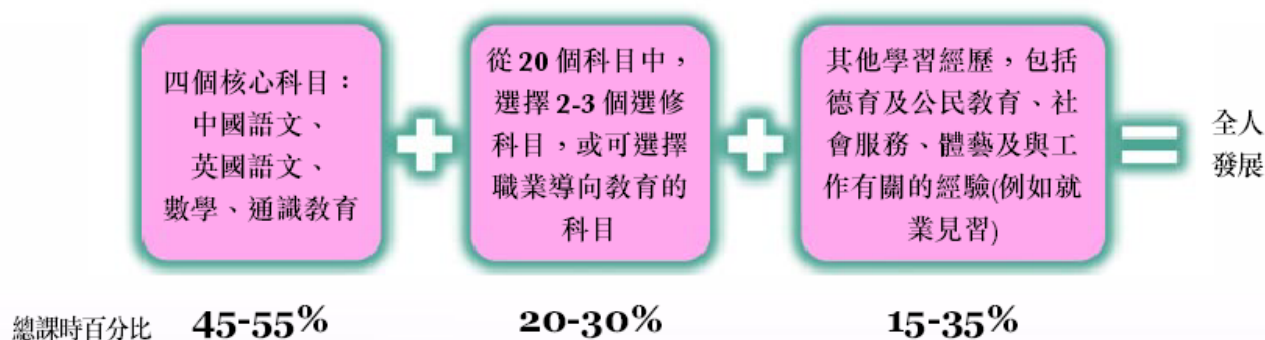 四個核心科目：
中國語文、
英國語文、
數學、通識教育
從 20 個科目中，
選擇 2-3 個選修
科目，或可選擇
職業導向教育的
科目
其他學習經歷，包括
德育及公民教育、社
會服務、體藝及與工
作有關的經驗(例如就
業見習)
全人
發展
總課時百分比 45-55% 20-30% 15-35%